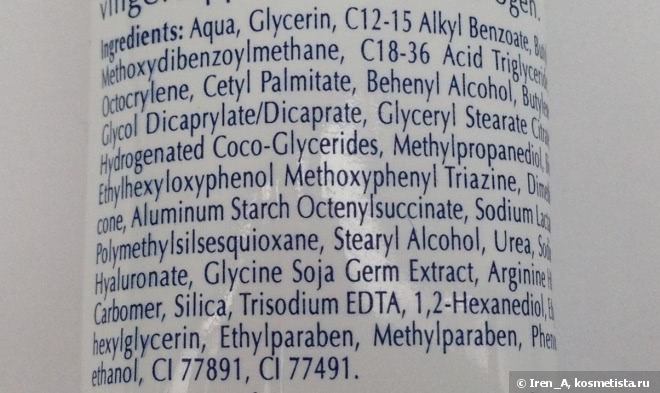 Ingredients: Aqua, Glycerin, C12-15 Alkyl Benzoate,
Methoxydibenzoylmethane, C18-36 Acid
Octocrylene, Cetyl Palmitate, Behenyl Alcohol,
Glycol Dicaprylate/Dicaprate, Glyceryl Stearate
Hydrogenated Coco-Glycerides, Methylpropanediol,
Ethylhexyloxyphenol Methoxyphenyl Triazine,
cone, Aluminum Starch Octenylsuccinate, Sodium
Polymethylsilsesquioxane, Stearyl Alcohol, Urea,
Hyaluronate, Glycine Soja Germ Extract, Arginine
Carbomer, Silica, Trisodium EDTA, 1,2-Hexanediol,
hexylglycerin, Ethylparaben, Methylparaben,
ethanol, CI 77891, CI 77491.
© Iren_A, kosmetista.ru